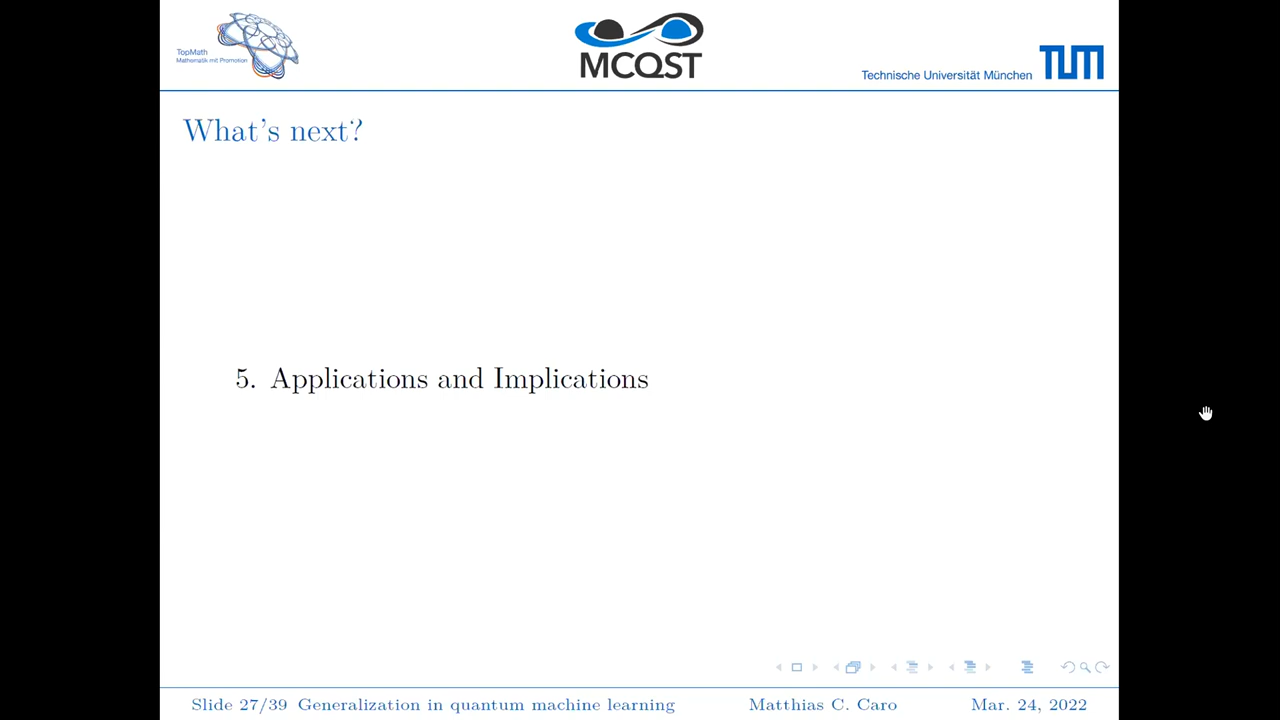 TopMath
Mathematik mit Promotion
MCQST
Technische Universität München
TUM
What's next?
5. Applications and Implications
Slide 27/39 Generalization in quantum machine learning Matthias C. Caro Mar. 24, 2022